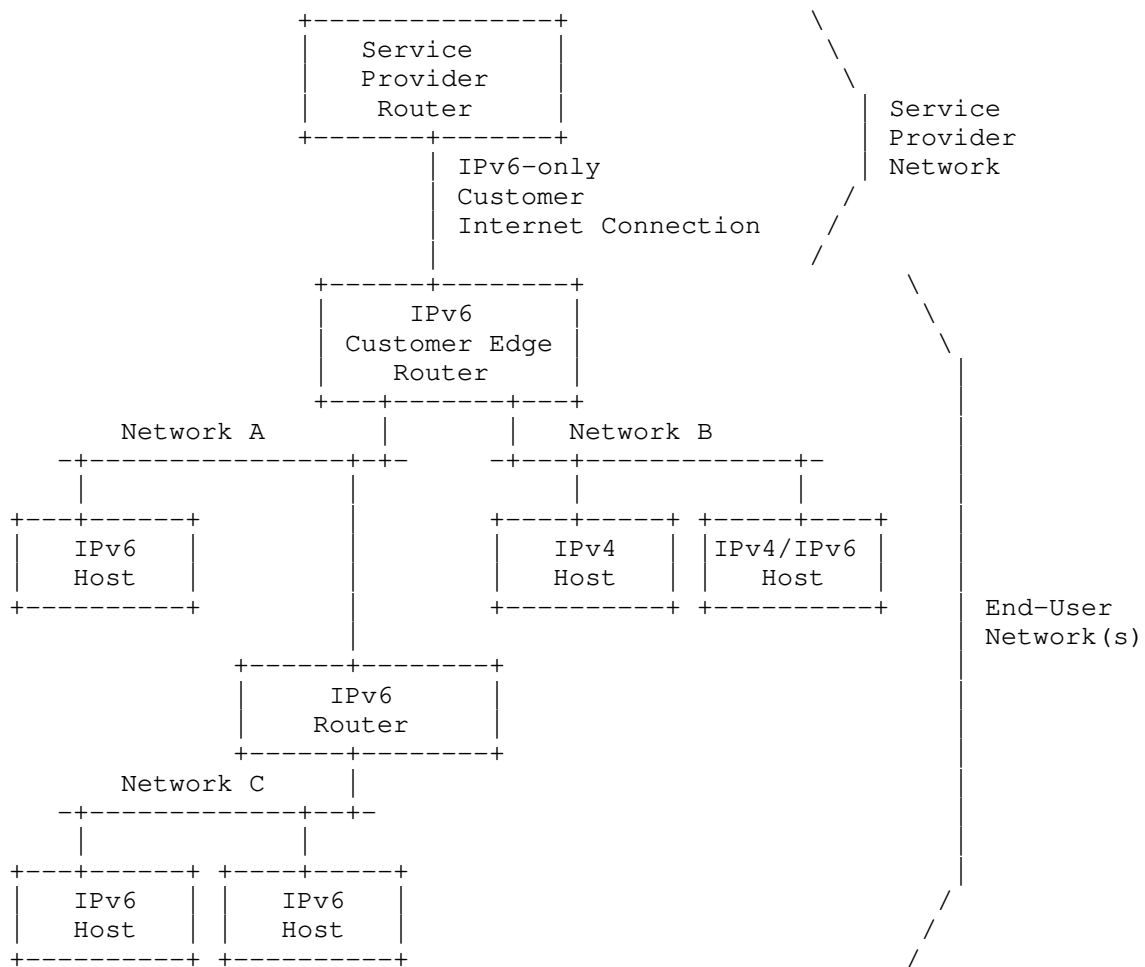 Service
Provider
Router
Service
Provider
Network
IPv6-only
Customer
Internet Connection
IPv6
Customer Edge
Router
Network A
Network B
IPv6
Host
IPv4
Host
IPv4/IPv6
Host
End-User
Network(s)
IPv6
Router
Network C
IPv6
Host
IPv6
Host